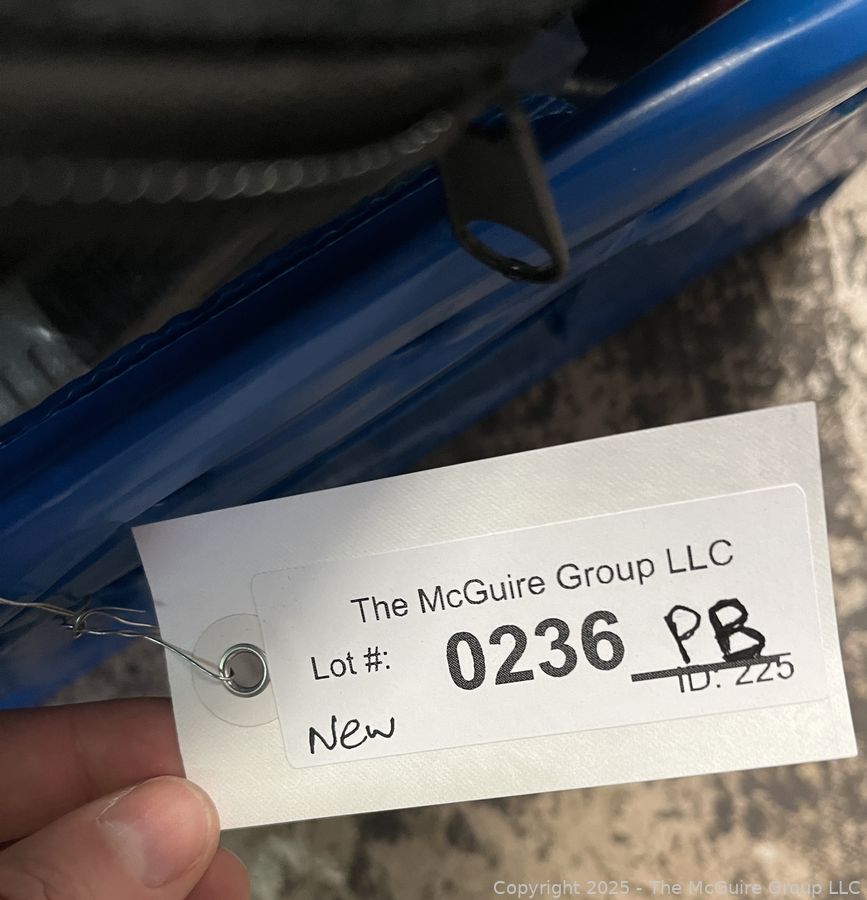 The McGuire Group LLC
Lot #: 0236 PB
ID: 225
New
Copyright 2025 - The McGuire Group LLC